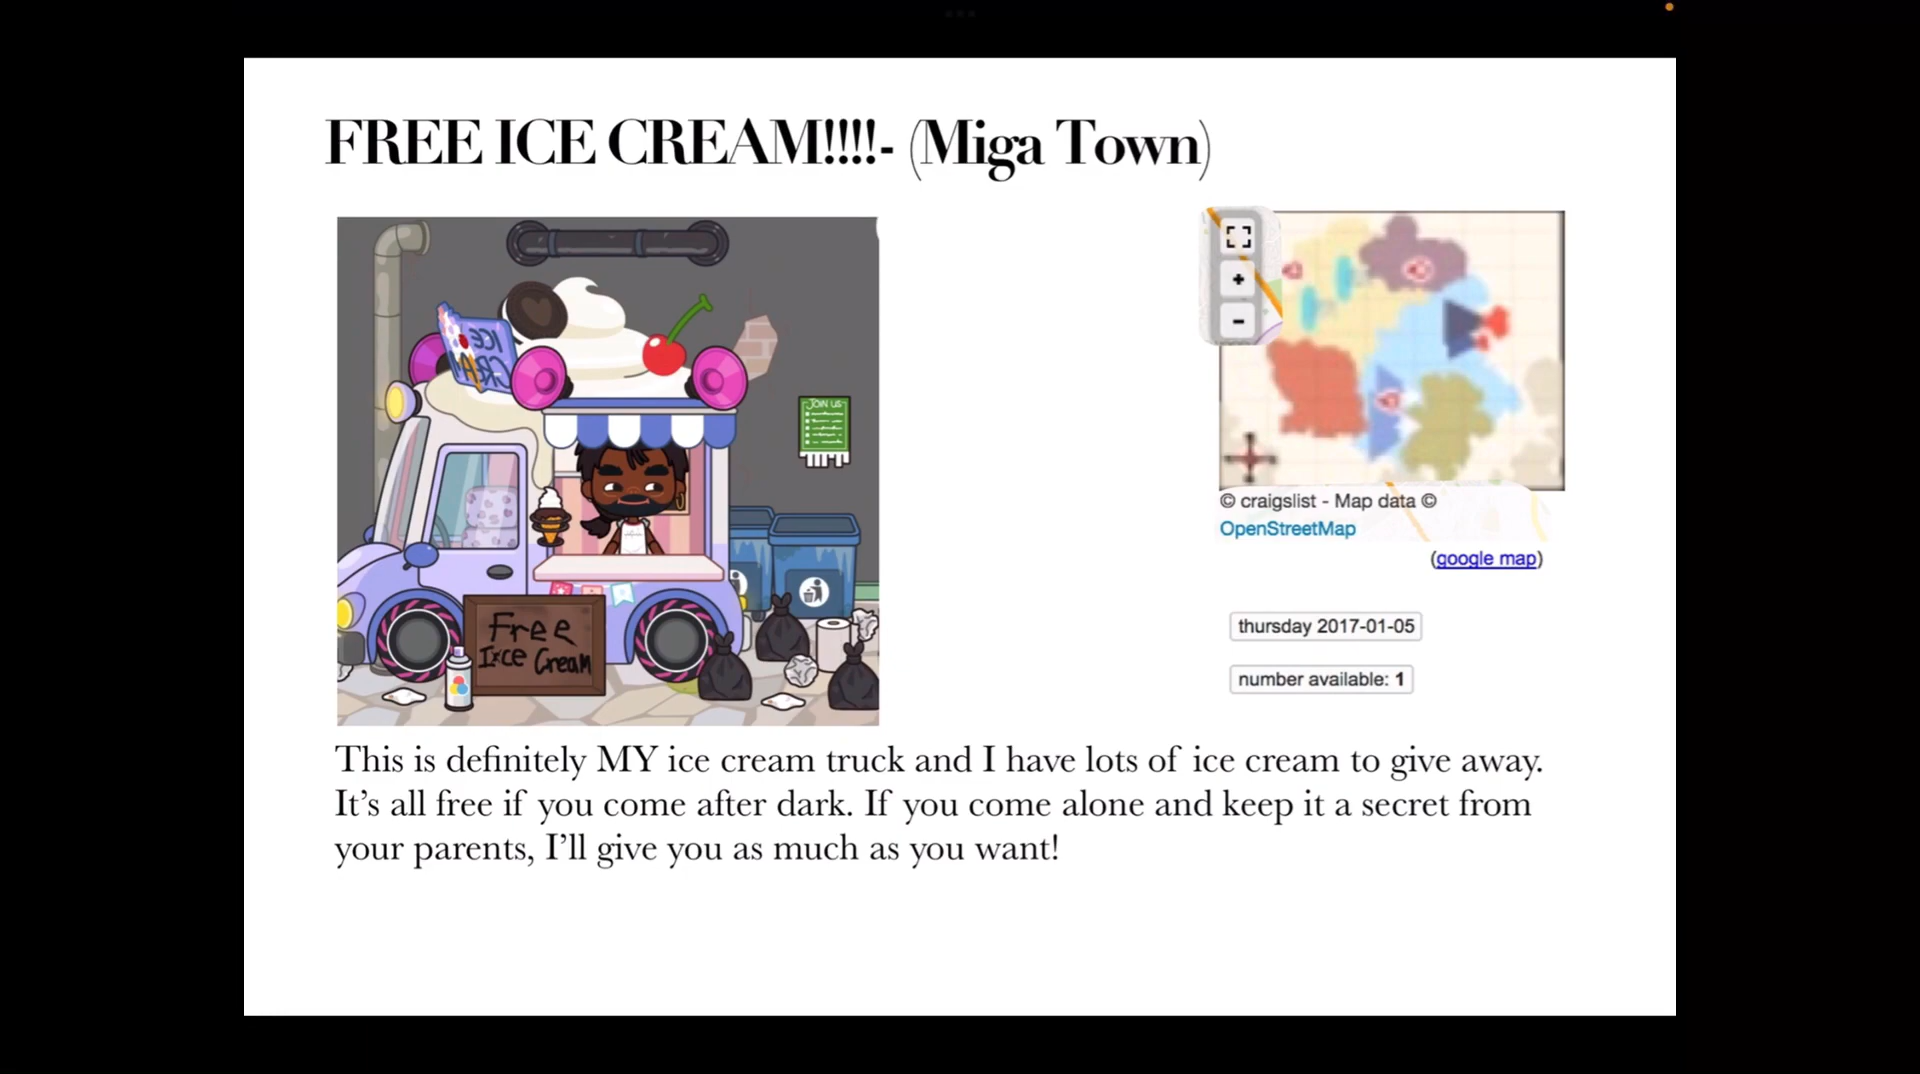 FREE ICE CREAM!!!!- (Miga Town)
ICE
CREAM
JOIN US
Free
Ixce Cream
+
-
© craigslist - Map data ©
OpenStreetMap
(google map)
thursday 2017-01-05
number available: 1
This is definitely MY ice cream truck and I have lots of ice cream to give away.
It’s all free if you come after dark. If you come alone and keep it a secret from
your parents, I’ll give you as much as you want!